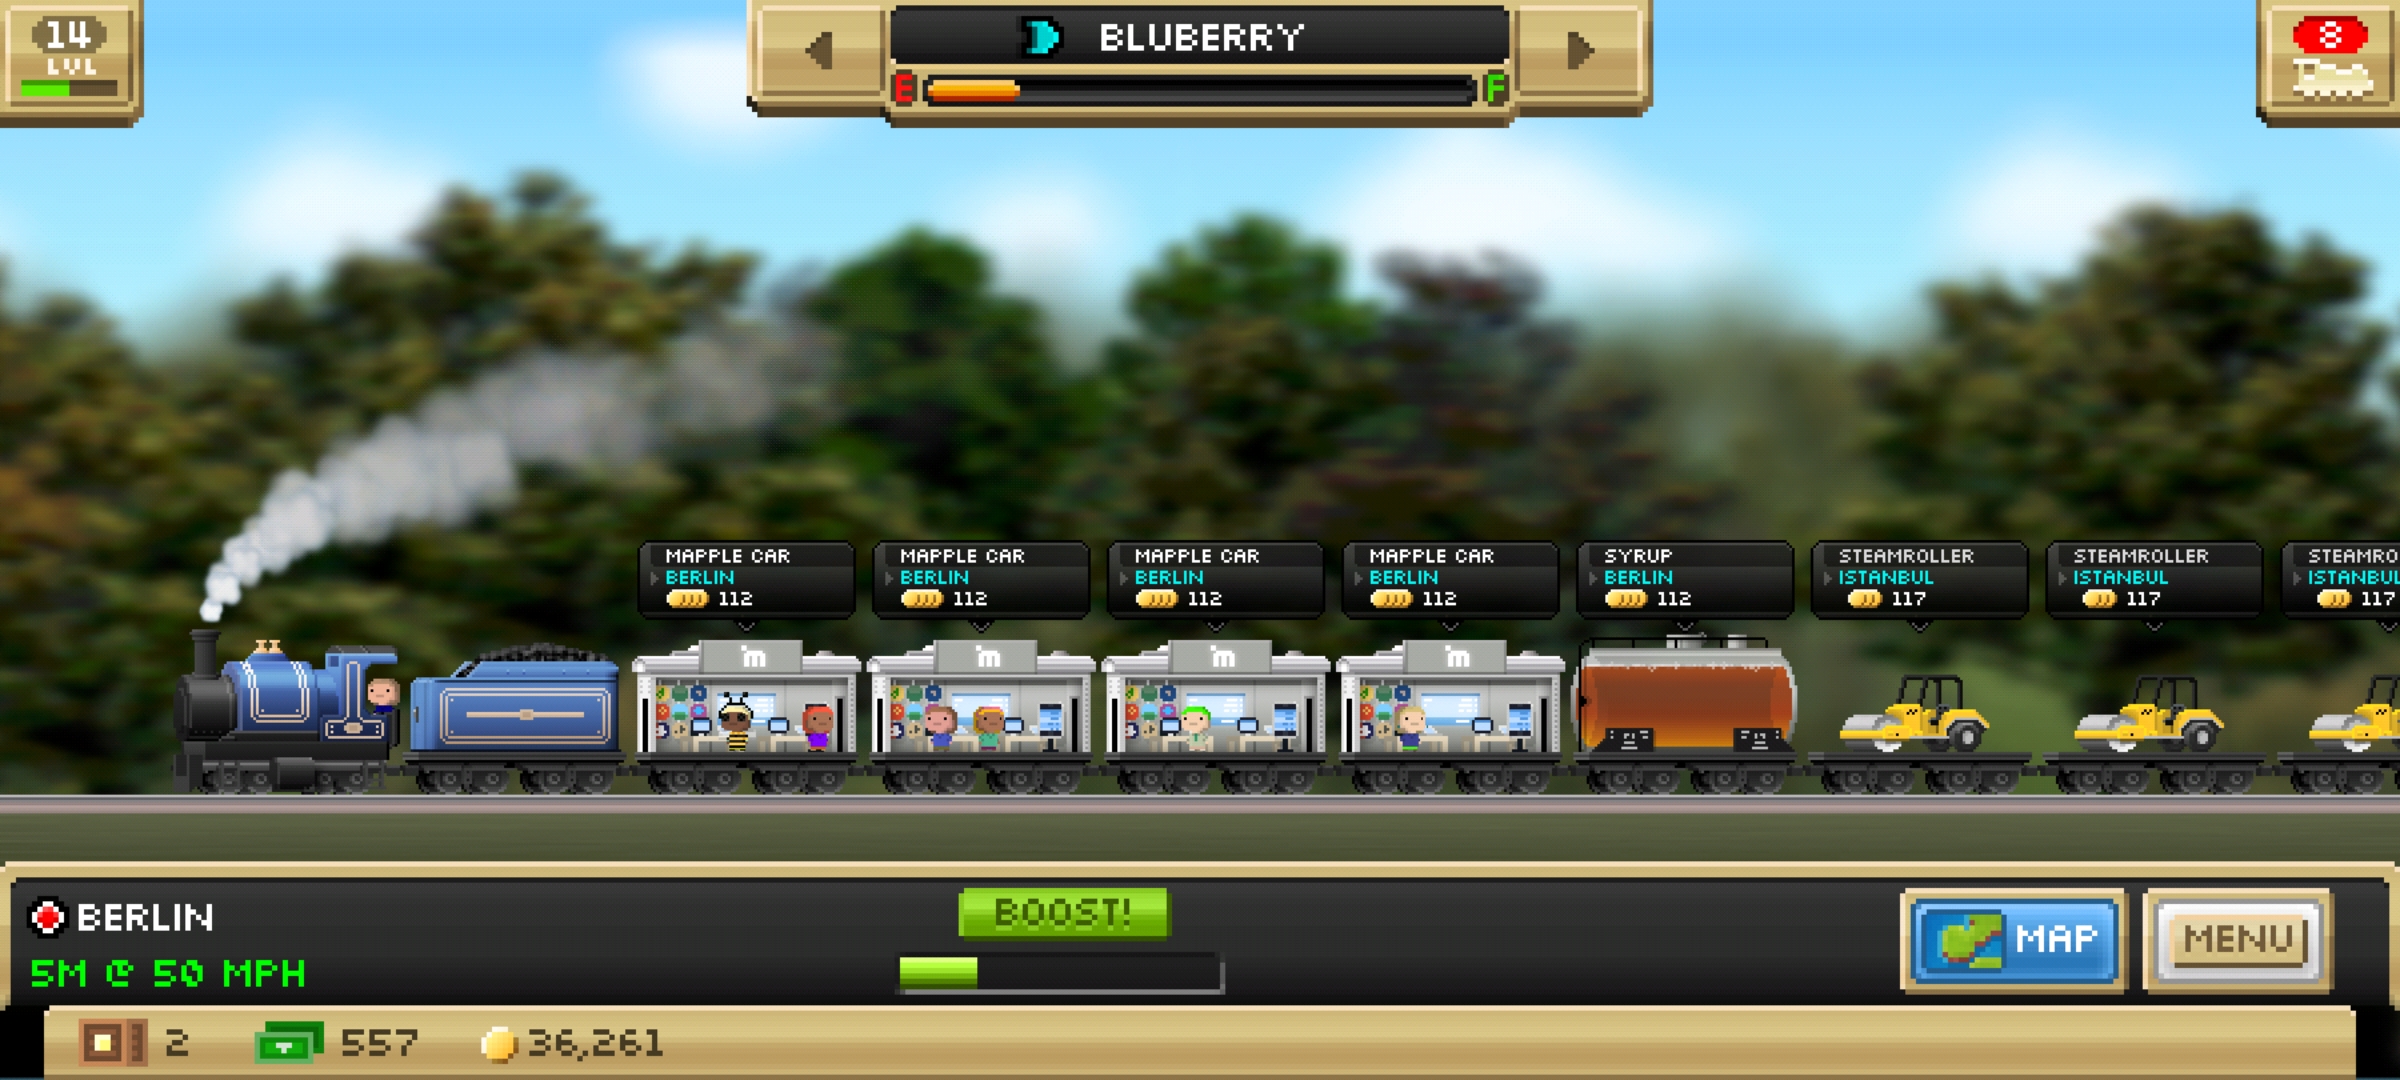 14
LVL
BLUBERRY
E F
8
MAPPLE CAR
BERLIN
112
MAPPLE CAR
BERLIN
112
MAPPLE CAR
BERLIN
112
MAPPLE CAR
BERLIN
112
SYRUP
BERLIN
112
STEAMROLLER
ISTANBUL
117
STEAMROLLER
ISTANBUL
117
STEAMRO
ISTANBUL
117
m
m
m
m
BERLIN
5M @ 50 MPH
BOOST!
MAP
MENU
2
557
36,261